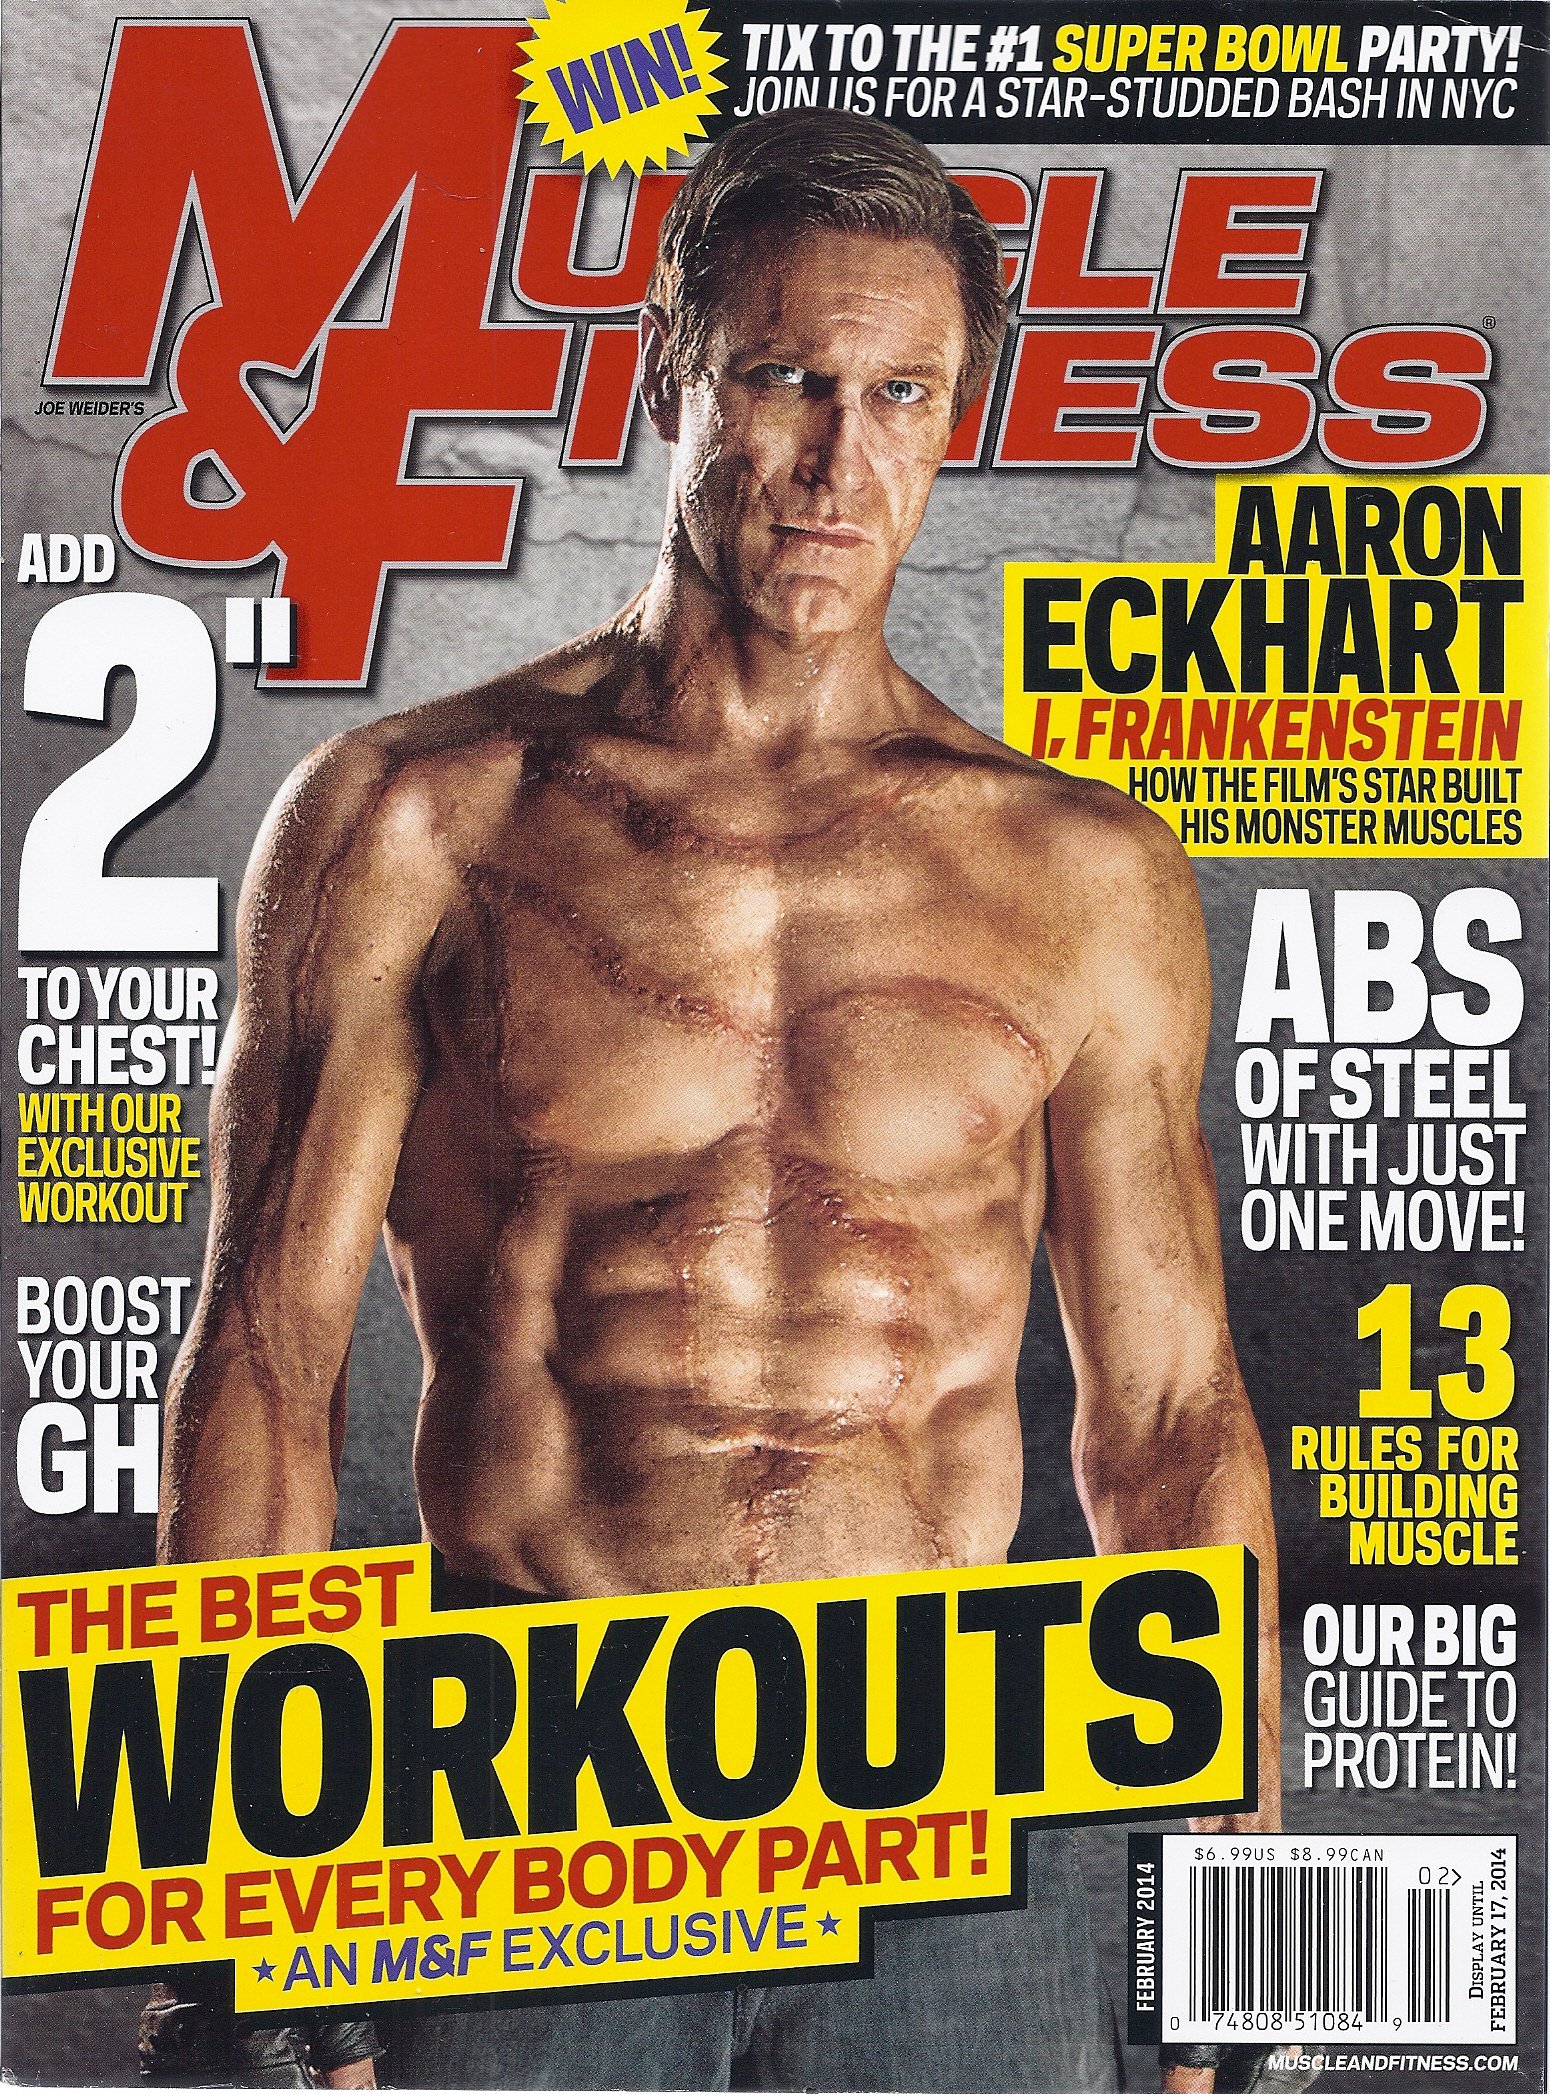 WIN!
TIX TO THE #1 SUPER BOWL PARTY!
JOIN US FOR A STAR-STUDDED BASH IN NYC
MUSCLE
& FITNESS®
JOE WEIDER'S
ADD
2"
TO YOUR
CHEST!
WITH OUR
EXCLUSIVE
WORKOUT
BOOST
YOUR
GH
AARON
ECKHART
I, FRANKENSTEIN
HOW THE FILM'S STAR BUILT
HIS MONSTER MUSCLES
ABS
OF STEEL
WITH JUST
ONE MOVE!
13
RULES FOR
BUILDING
MUSCLE
OUR BIG
GUIDE TO
PROTEIN!
THE BEST
WORKOUTS
FOR EVERY BODY PART!
★AN M&F EXCLUSIVE★
FEBRUARY 2014
$6.99US $8.99CAN
02>
0 74808 51084 9
DISPLAY UNTIL
FEBRUARY 17, 2014
MUSCLEANDFITNESS.COM